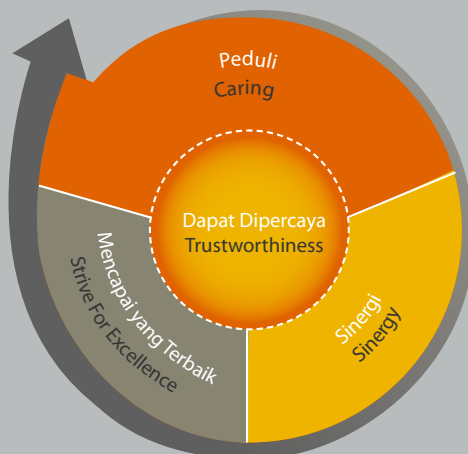 Peduli
Caring
Dapat Dipercaya
Trustworthiness
Mencapai yang Terbaik
Strive For Excellence
Sinergi
Sinergy